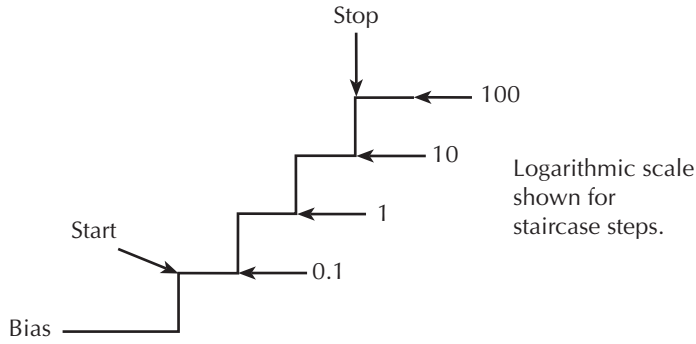 Stop
100
10
Logarithmic scale
shown for
staircase steps.
1
Start
0.1
Bias